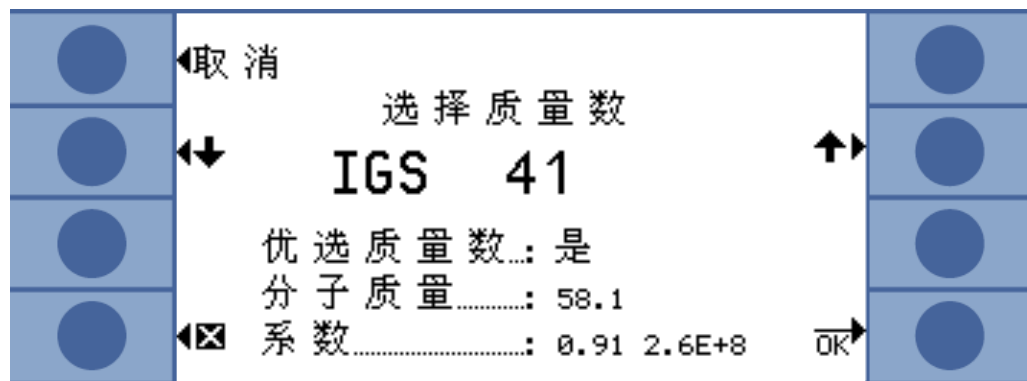 取消
选择质量数
IGS 41
优选质量数…: 是
分子质量………: 58.1
系数……………………: 0.91 2.6E+8
OK